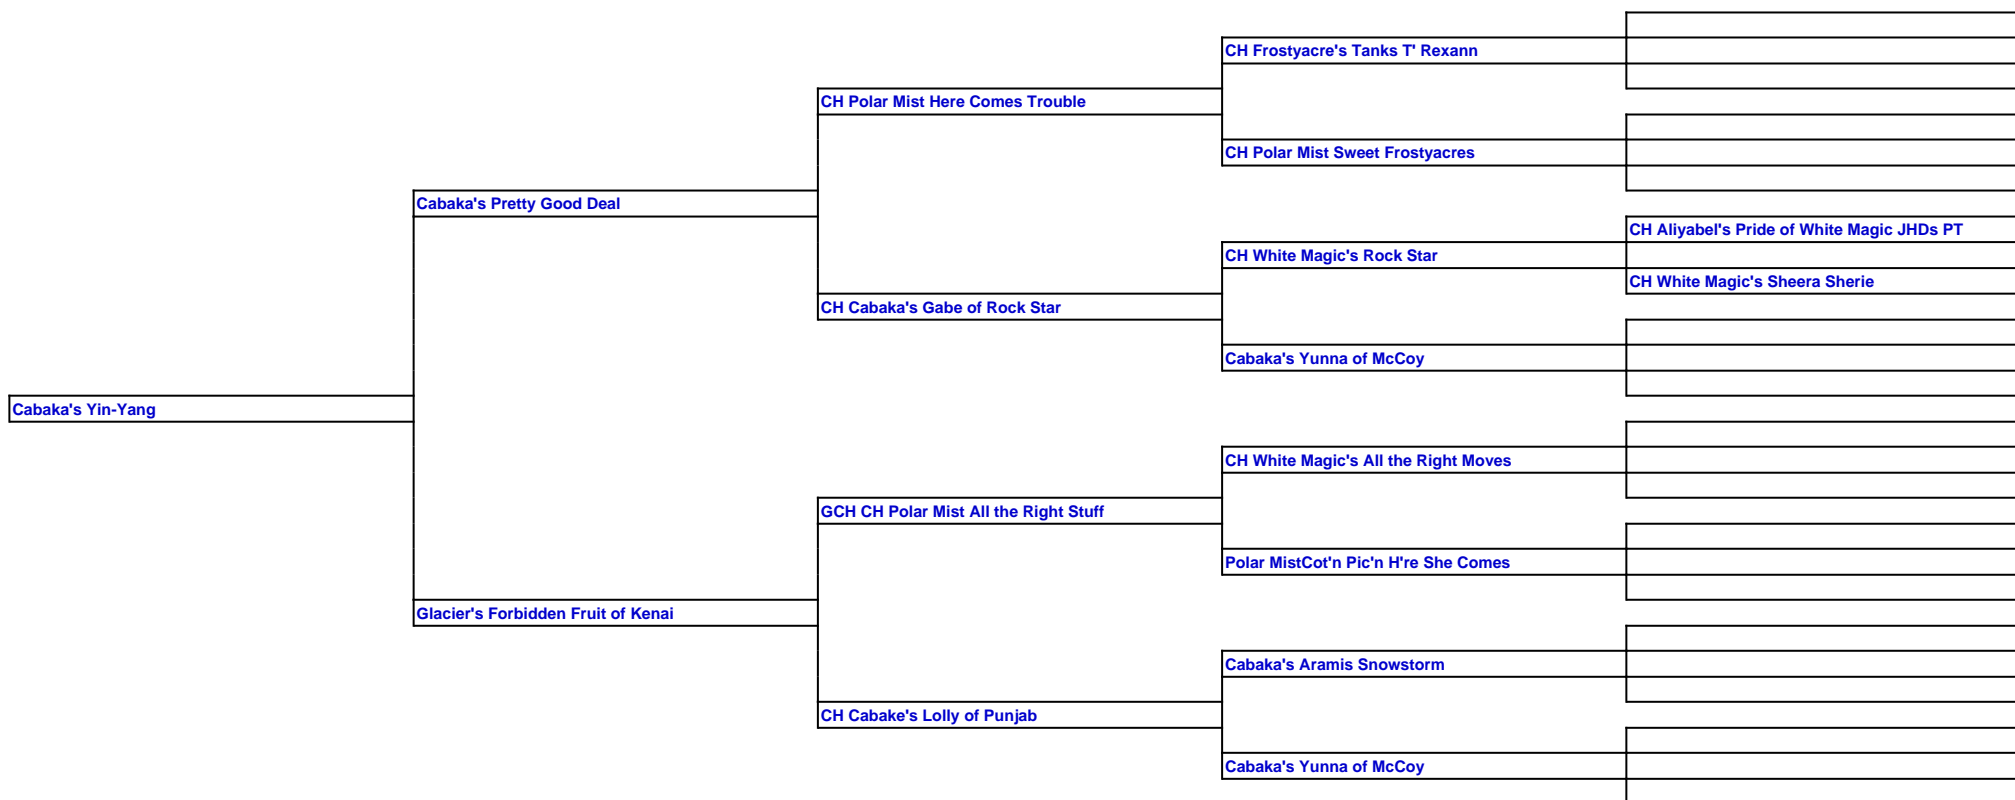 CH Frostyacre's Tanks T' Rexann
CH Polar Mist Here Comes Trouble
CH Polar Mist Sweet Frostyacres
Cabaka's Pretty Good Deal
CH Aliyabel's Pride of White Magic JHDs PT
CH White Magic's Rock Star
CH White Magic's Sheera Sherie
CH Cabaka's Gabe of Rock Star
Cabaka's Yunna of McCoy
Cabaka's Yin-Yang
CH White Magic's All the Right Moves
GCH CH Polar Mist All the Right Stuff
Polar MistCot'n Pic'n H're She Comes
Glacier's Forbidden Fruit of Kenai
Cabaka's Aramis Snowstorm
CH Cabake's Lolly of Punjab
Cabaka's Yunna of McCoy